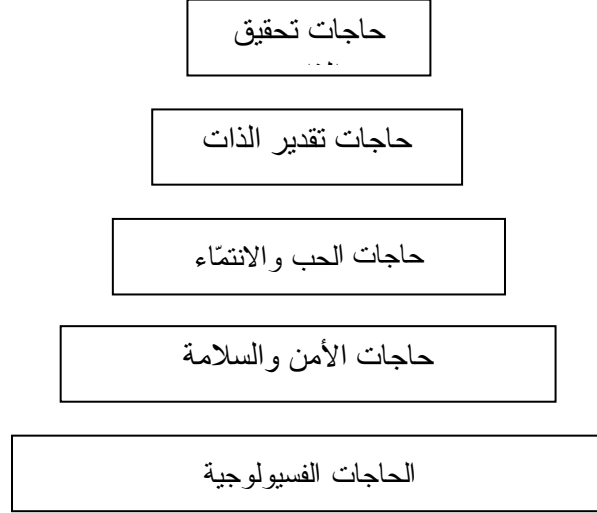 حاجات تحقيق
حاجات تقدير الذات
حاجات الحب والانتمّاء
حاجات الأمن والسلامة
الحاجات الفسيولوجية